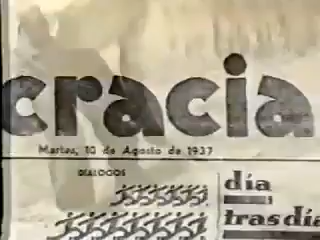 cracia
Martes, 10 de Agosto de 1937
DIALOGOS
día
tras día